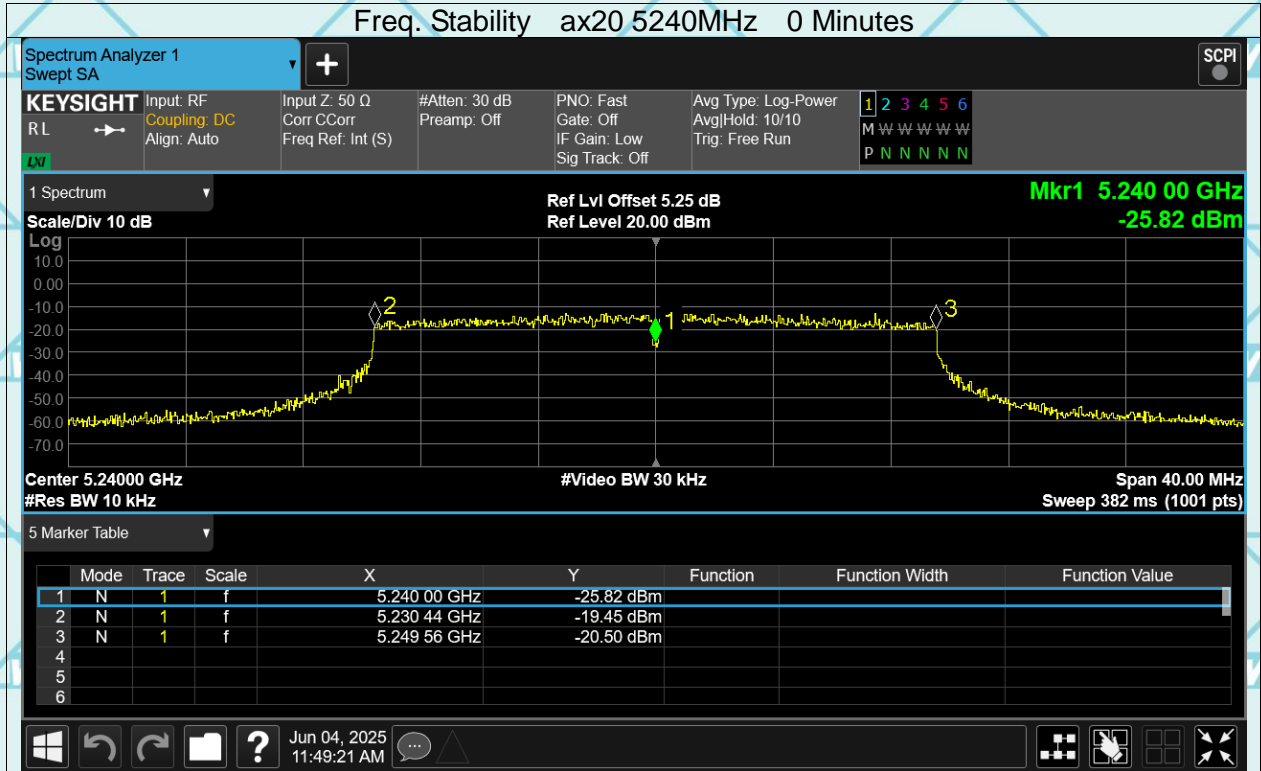 Freq. Stability ax20 5240MHz 0 Minutes
Spectrum Analyzer 1
Swept SA
+
SCPI
KEYSIGHT
RL
LXI
Input: RF
Coupling: DC
Align: Auto
Input Z: 50 Ω
Corr CCorr
Freq Ref: Int (S)
#Atten: 30 dB
Preamp: Off
PNO: Fast
Gate: Off
IF Gain: Low
Sig Track: Off
Avg Type: Log-Power
Avg|Hold: 10/10
Trig: Free Run
1 2 3 4 5 6
M W W W W W W
P N N N N N N
1 Spectrum
Scale/Div 10 dB
Ref Lvl Offset 5.25 dB
Ref Level 20.00 dBm
Mkr1 5.240 00 GHz
-25.82 dBm
Log
10.0
0.00
-10.0
-20.0
-30.0
-40.0
-50.0
-60.0
-70.0
2
1
3
Center 5.24000 GHz
#Res BW 10 kHz
#Video BW 30 kHz
Span 40.00 MHz
Sweep 382 ms (1001 pts)
5 Marker Table
Mode Trace Scale X Y Function Function Width Function Value
1 N 1 f 5.240 00 GHz -25.82 dBm
2 N 1 f 5.230 44 GHz -19.45 dBm
3 N 1 f 5.249 56 GHz -20.50 dBm
4
5
6
?
Jun 04, 2025
11:49:21 AM